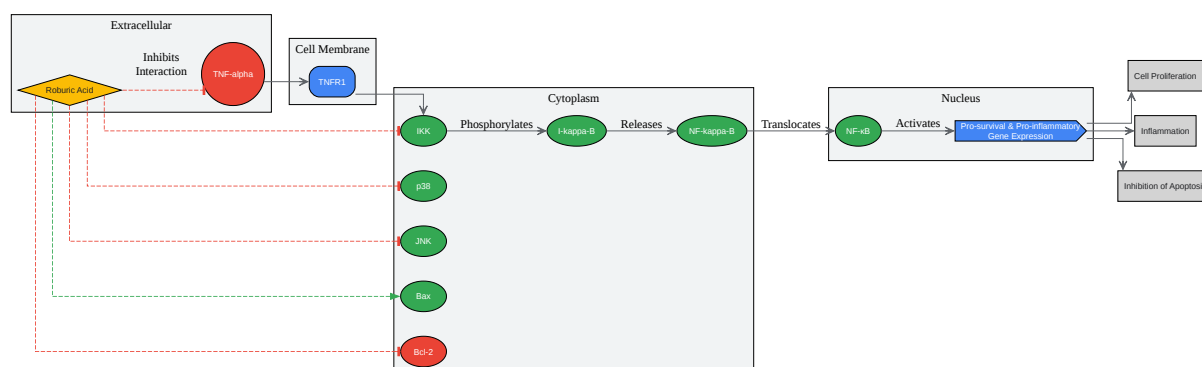 Extracellular
Inhibits
Interaction
TNF-alpha
Roburic Acid
Cell Membrane
TNFR1
Cytoplasm
IKK
Phosphorylates
I-kappa-B
Releases
NF-kappa-B
Translocates
p38
JNK
Bax
Bcl-2
Nucleus
NF-κB
Activates
Pro-survival & Pro-inflammatory
Gene Expression
Cell Proliferation
Inflammation
Inhibition of Apoptosis